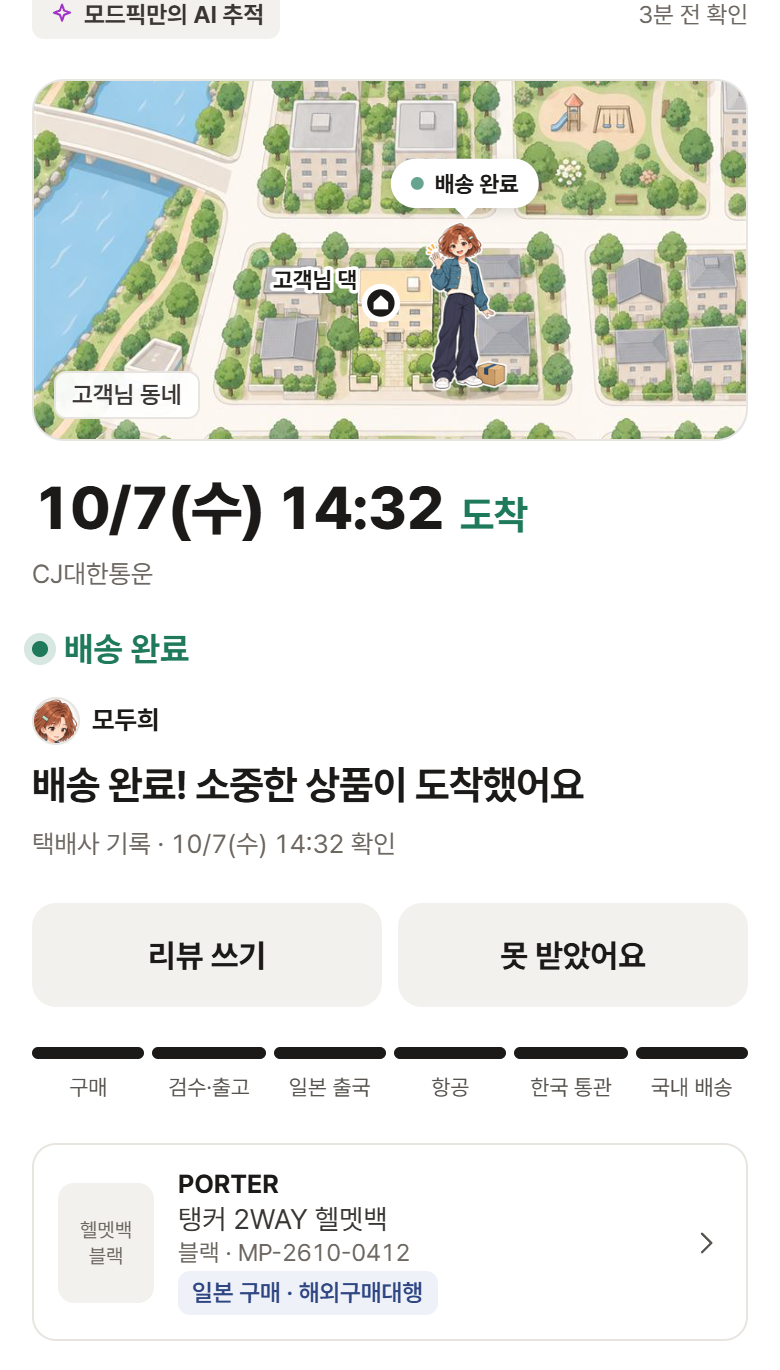 모드픽만의 AI 추적
3분 전 확인
배송 완료
고객님 댁
고객님 동네
10/7(수) 14:32 도착
CJ대한통운
배송 완료
모두희
배송 완료! 소중한 상품이 도착했어요
택배사 기록 · 10/7(수) 14:32 확인
리뷰 쓰기
못 받았어요
구매
검수·출고
일본 출국
항공
한국 통관
국내 배송
헬멧백
블랙
PORTER
탱커 2WAY 헬멧백
블랙 · MP-2610-0412
일본 구매 · 해외구매대행